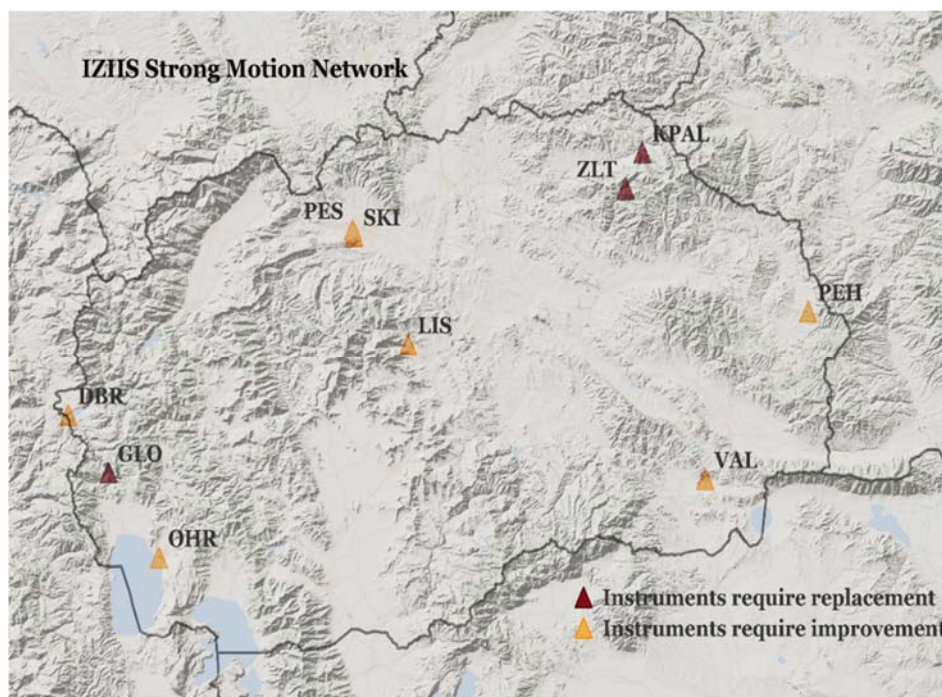 IZIIS Strong Motion Network
KPAL
ZLT
PES SKI
PEH
LIS
DBR
GLO
VAL
OHR
Instruments require replacement
Instruments require improvement